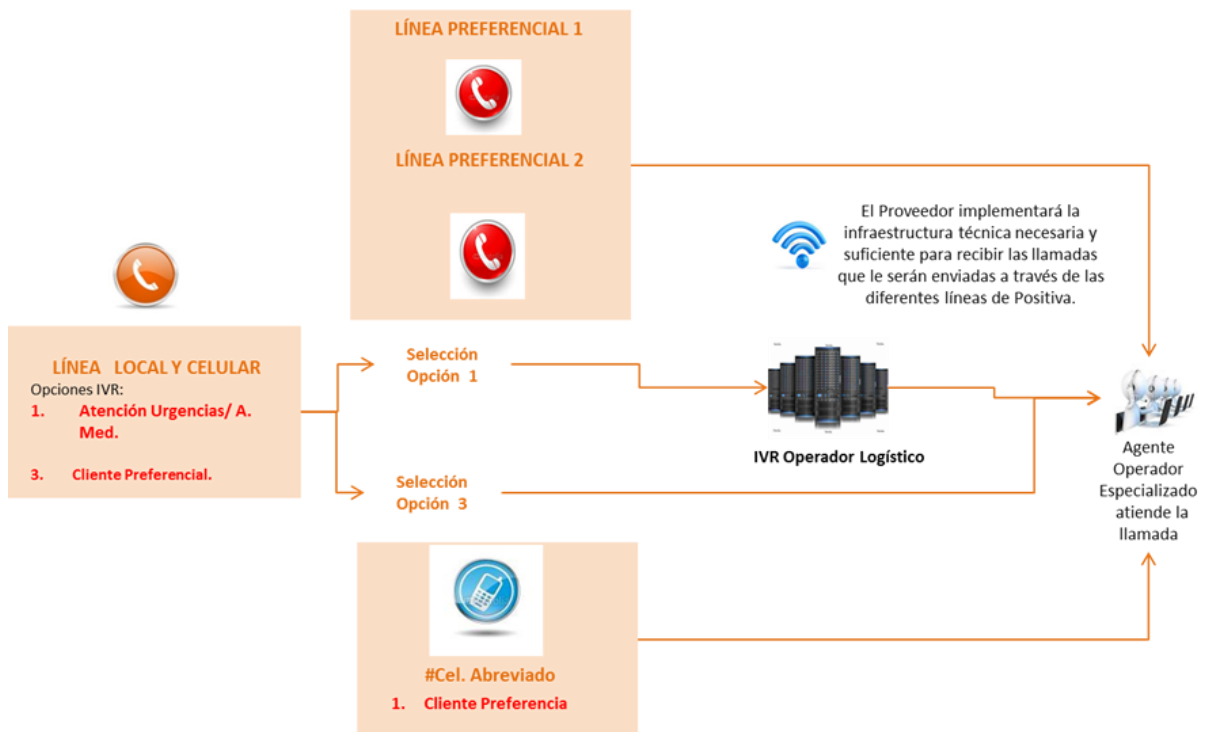 LÍNEA PREFERENCIAL 1
LÍNEA PREFERENCIAL 2
El Proveedor implementará la
infraestructura técnica necesaria y
suficiente para recibir las llamadas
que le serán enviadas a través de las
diferentes líneas de Positiva.
LÍNEA LOCAL Y CELULAR
Opciones IVR:
1. Atención Urgencias/ A.
Med.
3. Cliente Preferencial.
Selección
Opción 1
IVR Operador Logístico
Selección
Opción 3
Agente
Operador
Especializado
atiende la
llamada
#Cel. Abreviado
1. Cliente Preferencia